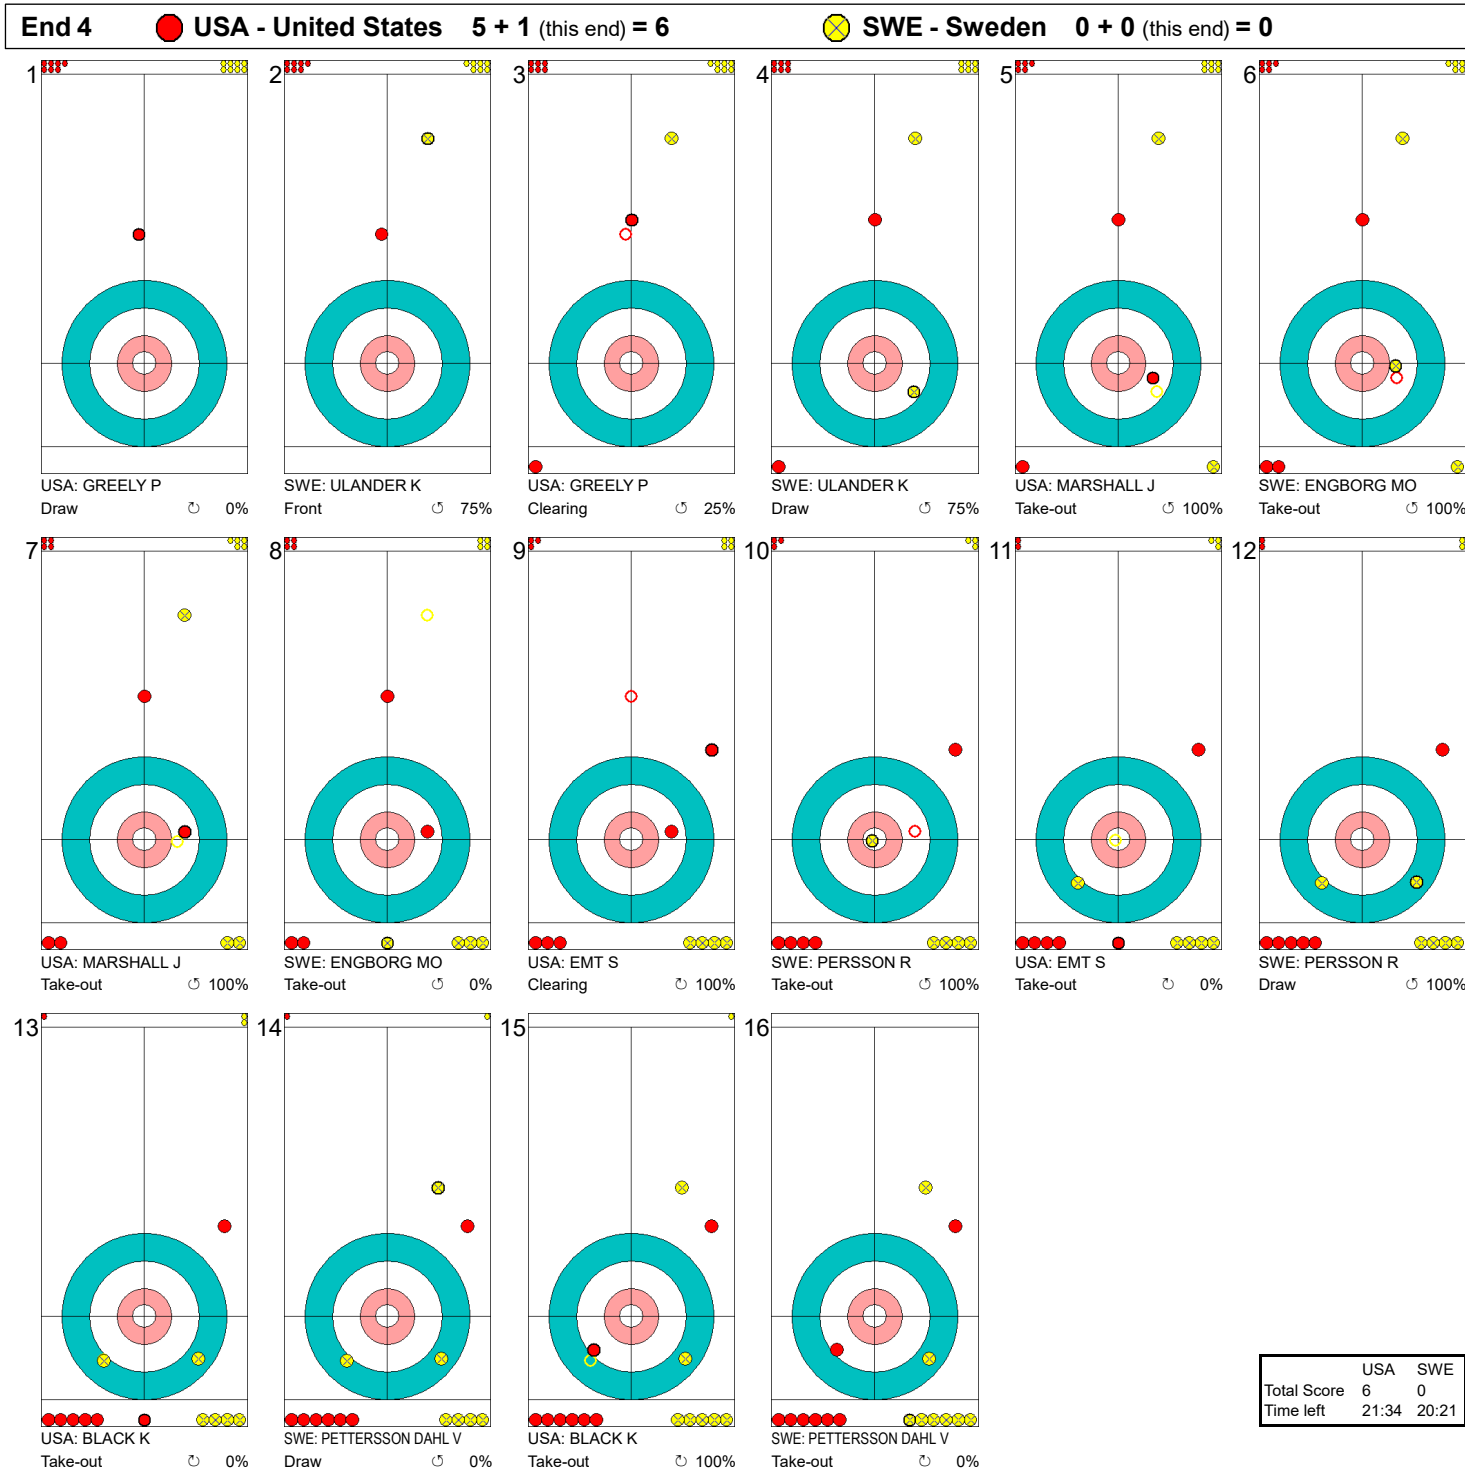 End 4 USA - United States 5 + 1 (this end) = 6 SWE - Sweden 0 + 0 (this end) = 0
1 2 3 4 5 6
USA: GREELY P SWE: ULANDER K USA: GREELY P SWE: ULANDER K USA: MARSHALL J SWE: ENGBORG MO
Draw ↻ 0% Front ↺ 75% Clearing ↺ 25% Draw ↺ 75% Take-out ↺ 100% Take-out ↺ 100%
7 8 9 10 11 12
USA: MARSHALL J SWE: ENGBORG MO USA: EMT S SWE: PERSSON R USA: EMT S SWE: PERSSON R
Take-out ↺ 100% Take-out ↺ 0% Clearing ↻ 100% Take-out ↻ 100% Take-out ↻ 0% Draw ↺ 100%
13 14 15 16
USA: BLACK K SWE: PETTERSSON DAHL V USA: BLACK K SWE: PETTERSSON DAHL V
Take-out ↻ 0% Draw ↺ 0% Take-out ↻ 100% Take-out ↻ 0%
USA SWE
Total Score 6 0
Time left 21:34 20:21